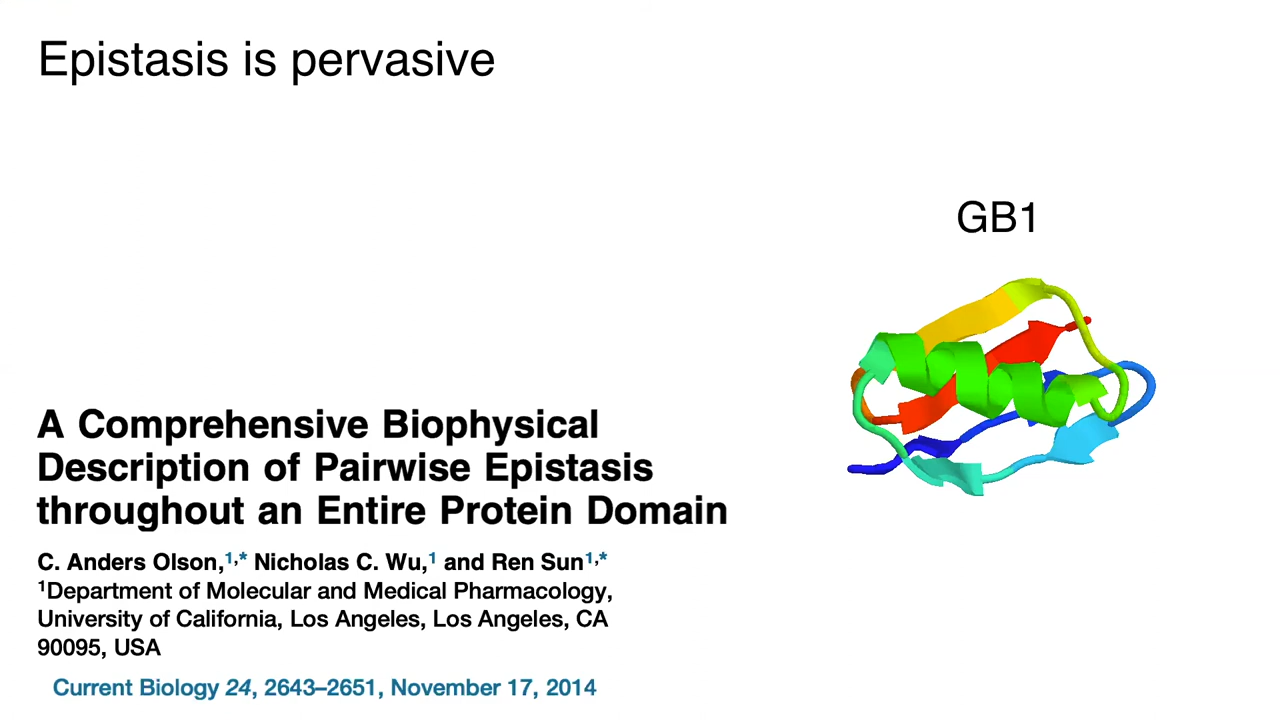 Epistasis is pervasive
GB1
A Comprehensive Biophysical
Description of Pairwise Epistasis
throughout an Entire Protein Domain
C. Anders Olson,1,* Nicholas C. Wu,1 and Ren Sun1,*
1Department of Molecular and Medical Pharmacology,
University of California, Los Angeles, Los Angeles, CA
90095, USA
Current Biology 24, 2643–2651, November 17, 2014